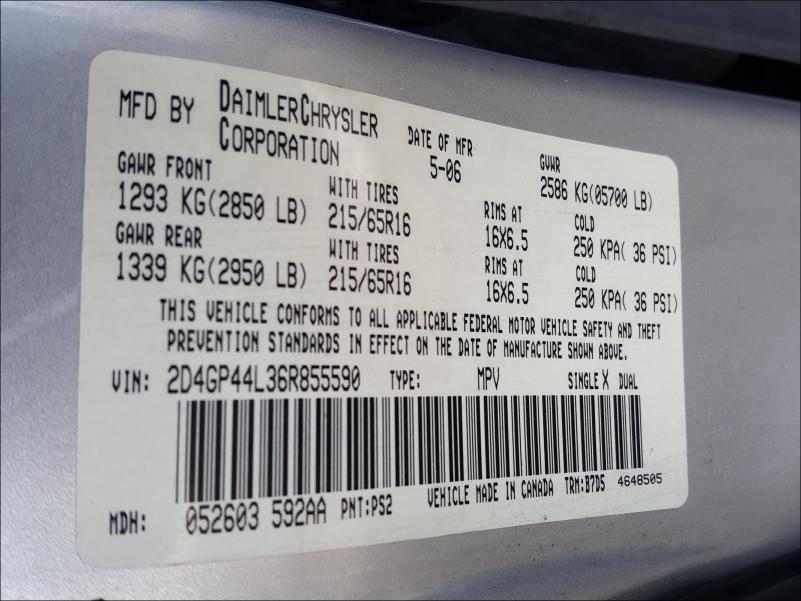 MFD BY DAIMLERCHRYSLER CORPORATION DATE OF MFR 5-06 GVWR 2586 KG(05700 LB)
GAWR FRONT WITH TIRES RIMS AT COLD
1293 KG(2850 LB) 215/65R16 16X6.5 250 KPA( 36 PSI)
GAWR REAR WITH TIRES RIMS AT COLD
1339 KG(2950 LB) 215/65R16 16X6.5 250 KPA( 36 PSI)
THIS VEHICLE CONFORMS TO ALL APPLICABLE FEDERAL MOTOR VEHICLE SAFETY AND THEFT
PREVENTION STANDARDS IN EFFECT ON THE DATE OF MANUFACTURE SHOWN ABOVE.
VIN: 2D4GP44L36R855590 TYPE: MPV SINGLE X DUAL
MDH: 052603 592AA PNT:PS2 VEHICLE MADE IN CANADA TRM:B7D5 4648505